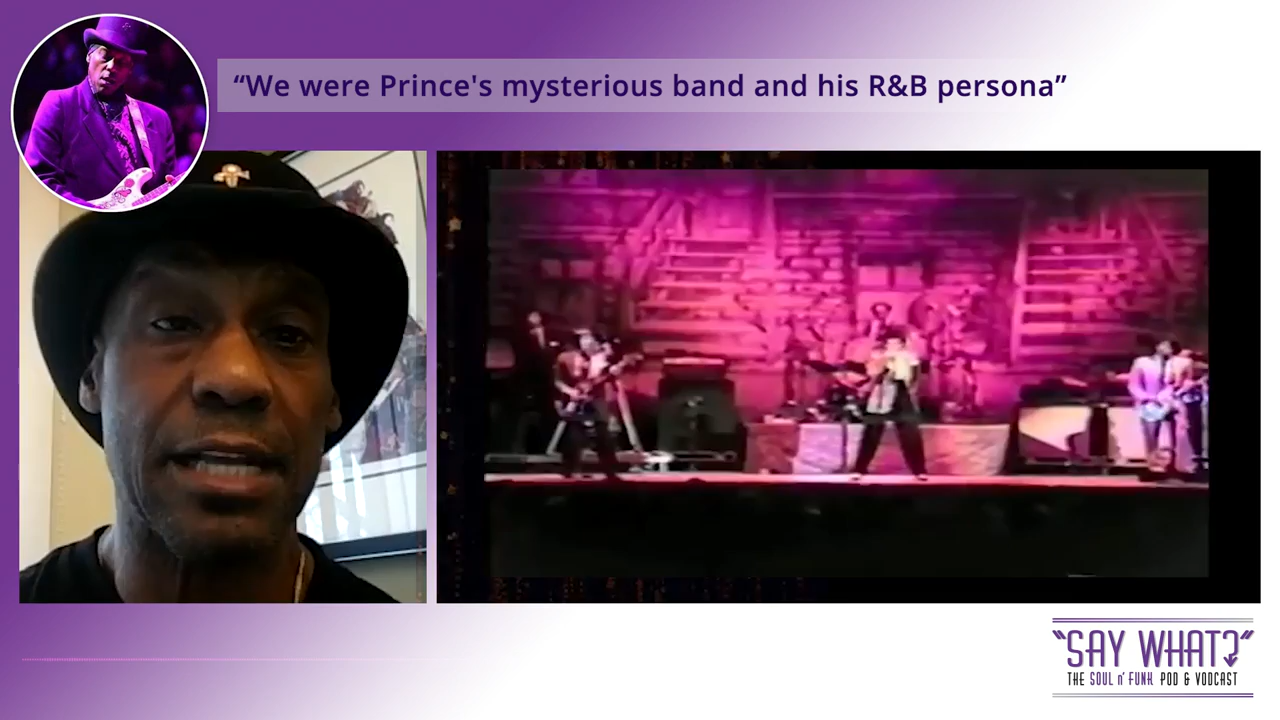 “We were Prince's mysterious band and his R&B persona”
“SAY WHAT?”
THE SOUL n' FUNK POD & VODCAST